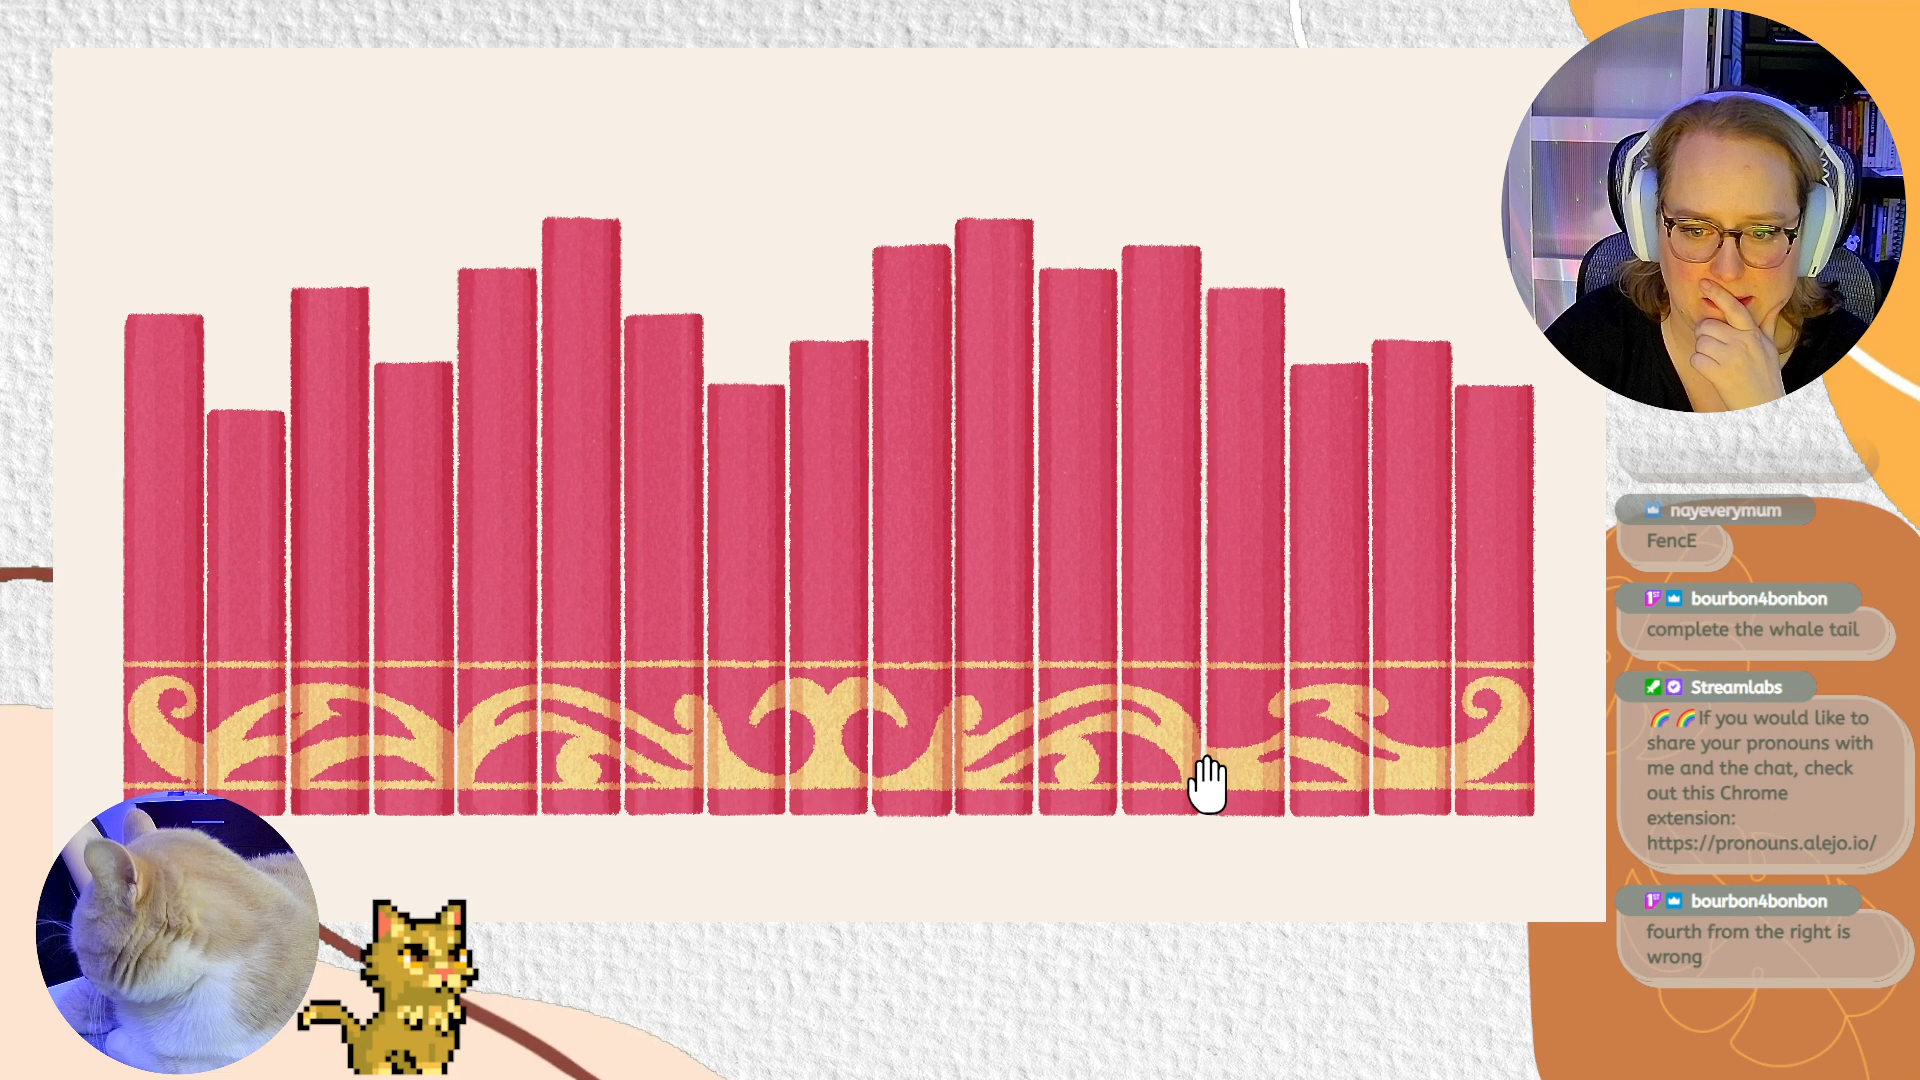 nayeverymum
FencE
bourbon4bonbon
complete the whale tail
Streamlabs
🌈 🌈If you would like to
share your pronouns with
me and the chat, check
out this Chrome
extension:
https://pronouns.alejo.io/
bourbon4bonbon
fourth from the right is
wrong